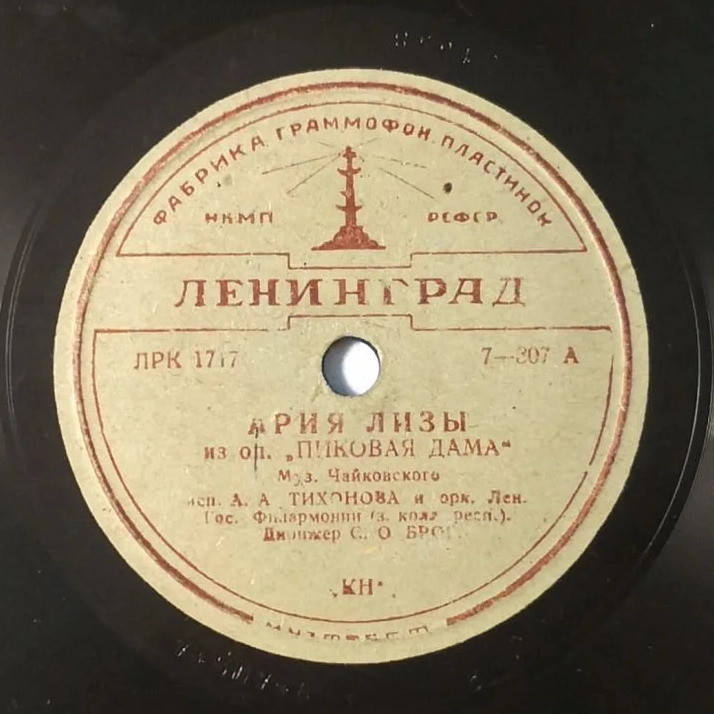 ФАБРИКА ГРАММОФОН. ПЛАСТИНОК
НКМП РСФСР
ЛЕНИНГРАД
ЛРК 1717 7—307 А
АРИЯ ЛИЗЫ
из оп. „ПИКОВАЯ ДАМА“
Муз. Чайковского
исп. А. А. ТИХОНОВА и орк. Лен.
Гос. Филармонии (з. колл. респ.).
Дирижер С. О.
„КН“